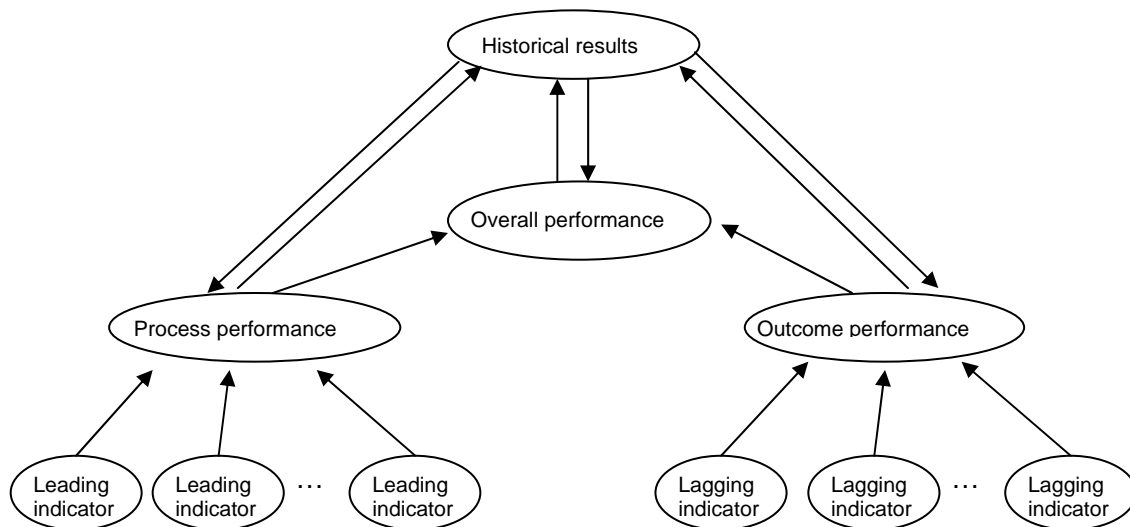 Historical results
Overall performance
Process performance
Outcome performance
Leading
indicator
Leading
indicator
...
Leading
indicator
Lagging
indicator
Lagging
indicator
...
Lagging
indicator